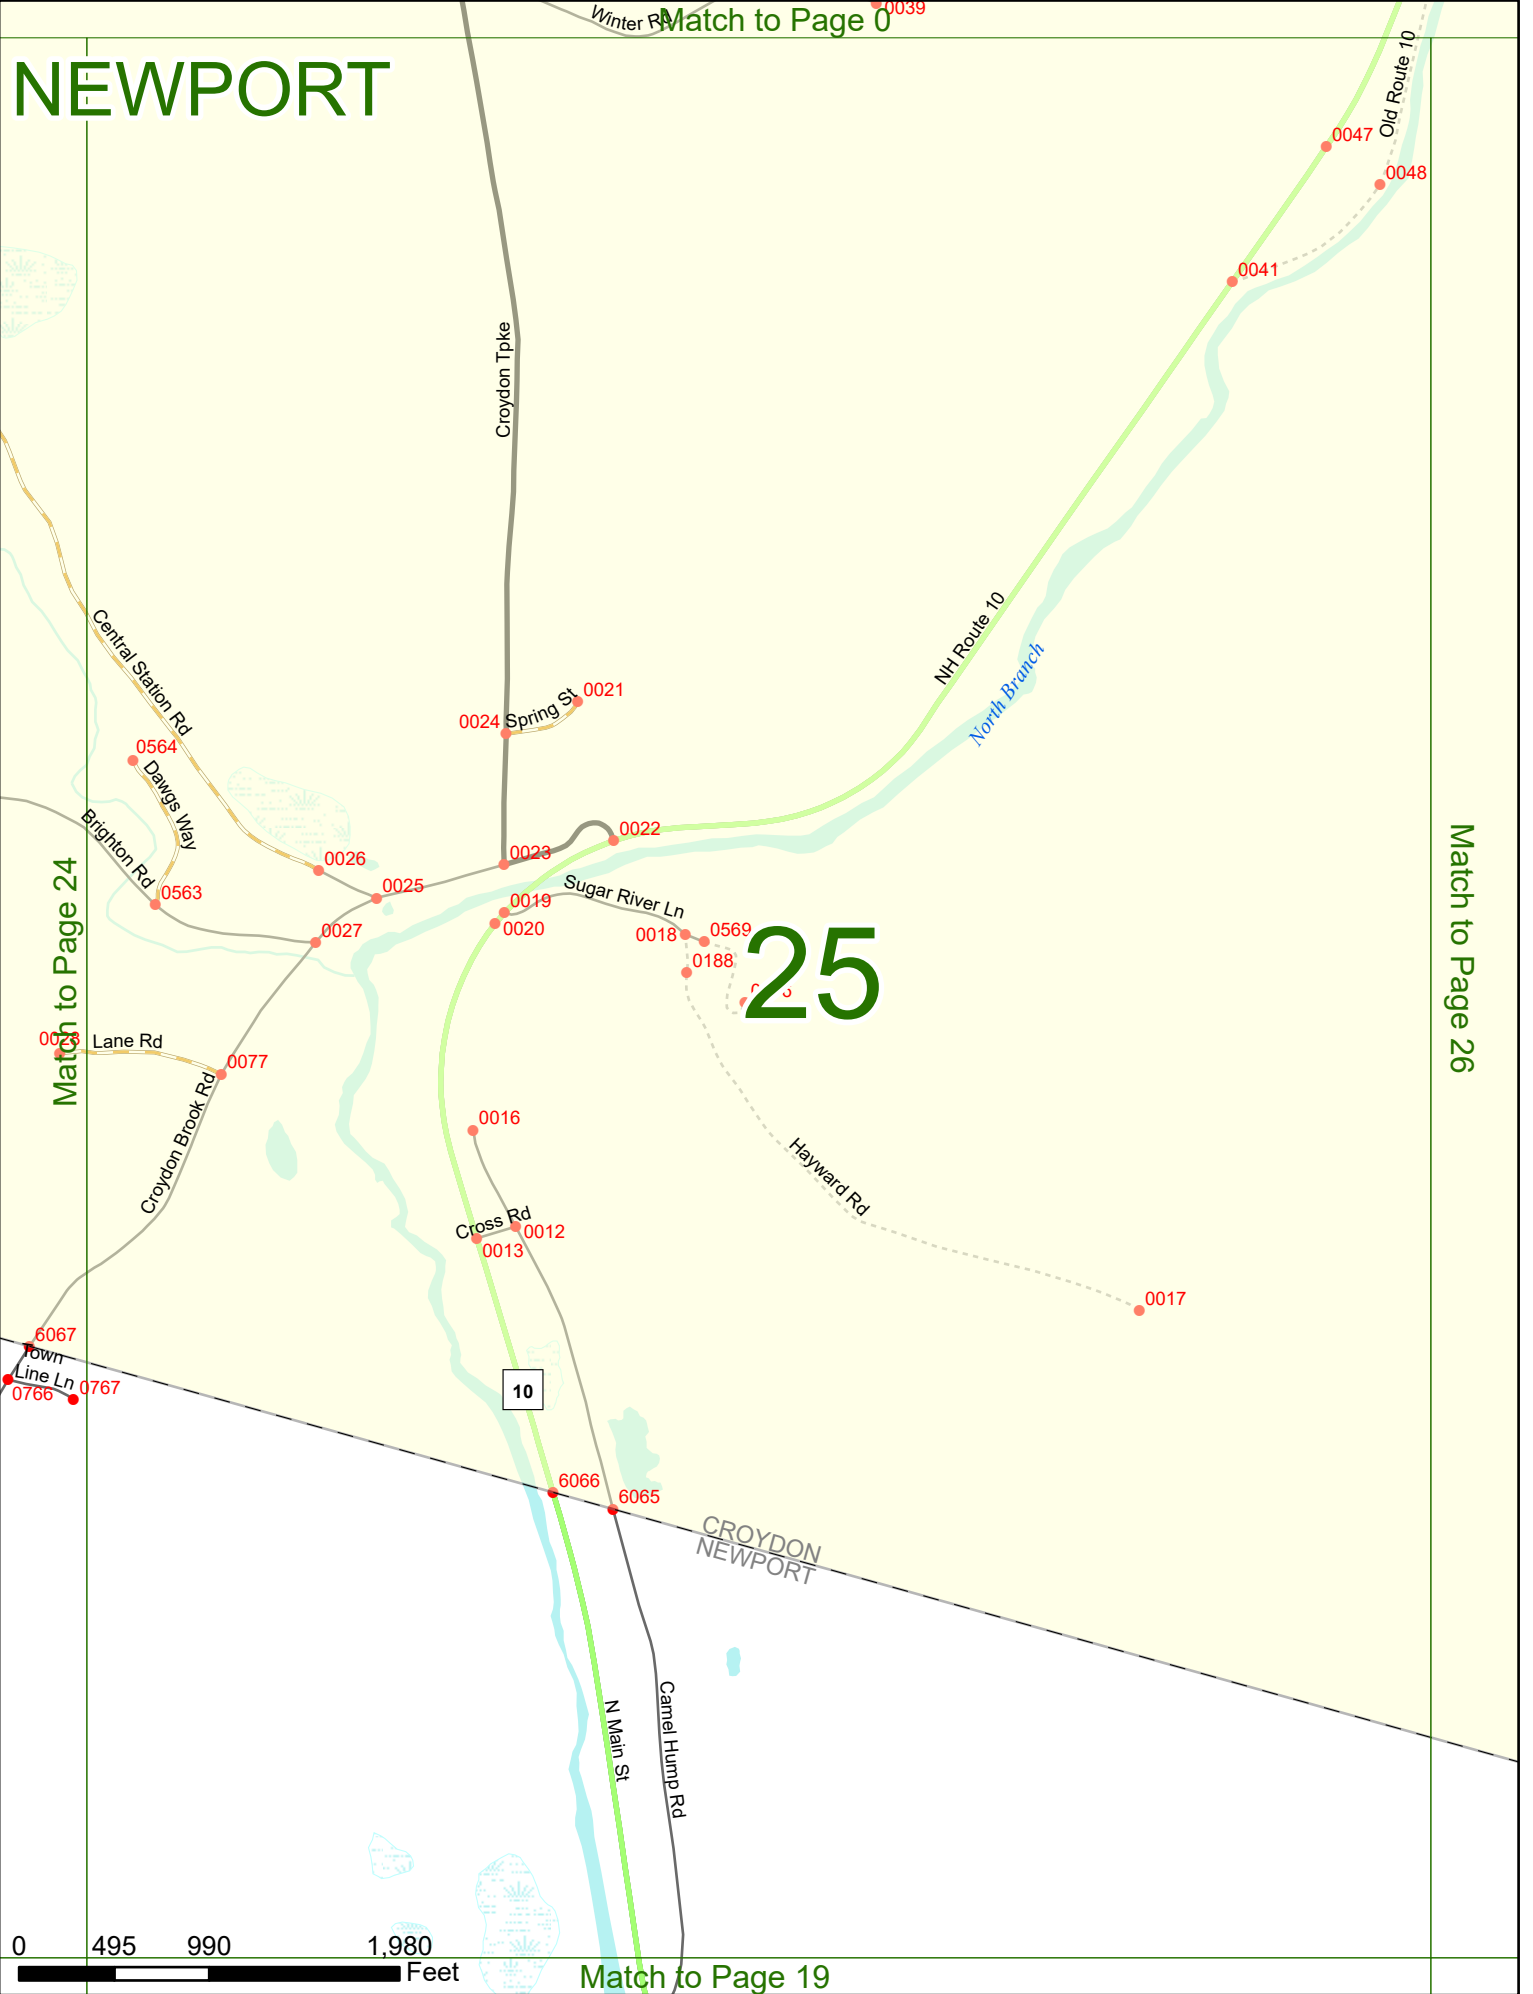 Winter Rd
Match to Page 0
0039
NEWPORT
Old Route 10
0047
0048
0041
Croydon Tpke
NH Route 10
North Branch
Central Station Rd
0021
Spring St
0024
0564
Dawgs Way
Brighton Rd
0022
0023
0026
0025
0563
0027
Sugar River Ln
0019
0020
0018
0569
0188
25
Match to Page 24
Match to Page 26
0028
Lane Rd
0077
Croydon Brook Rd
0016
Hayward Rd
Cross Rd
0012
0013
0017
6067
Town
Line Ln
0766
0767
10
6066
6065
CROYDON
NEWPORT
N Main St
Camel Hump Rd
0 495 990 1,980
Feet
Match to Page 19